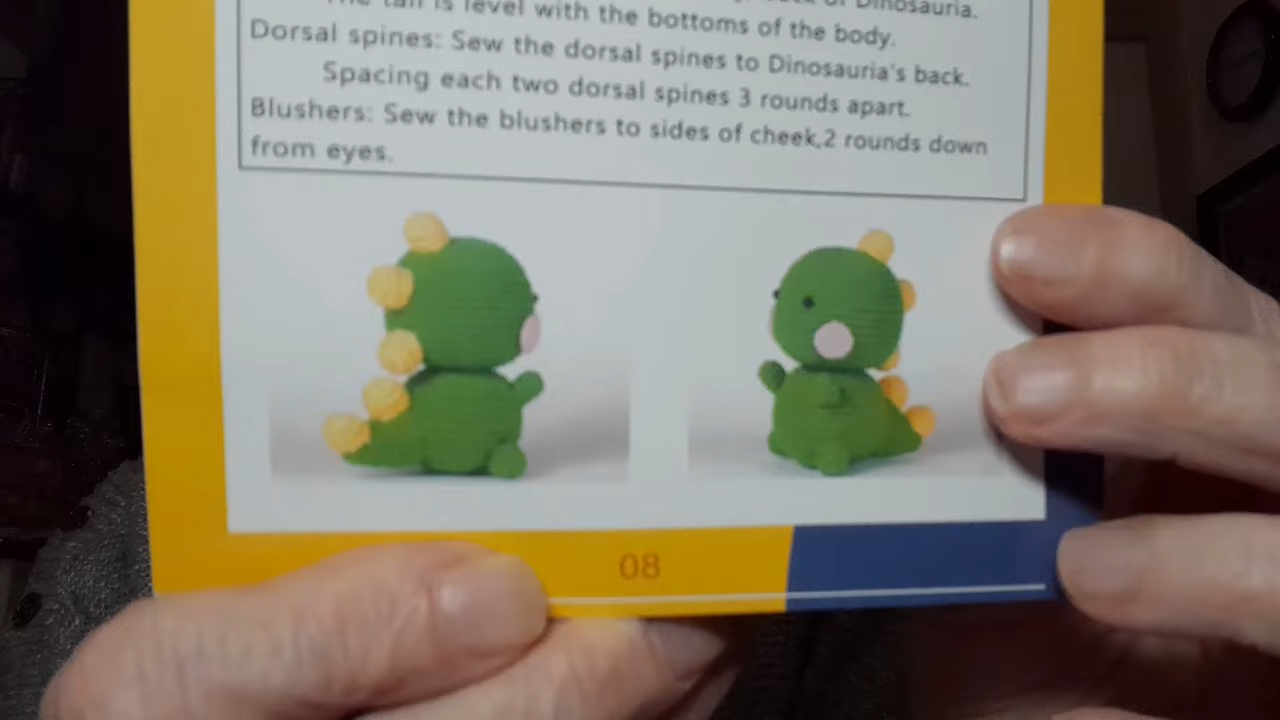 of Dinosauria.
The tail is level with the bottoms of the body.
Dorsal spines: Sew the dorsal spines to Dinosauria's back.
Spacing each two dorsal spines 3 rounds apart.
Blushers: Sew the blushers to sides of cheek,2 rounds down
from eyes.
08